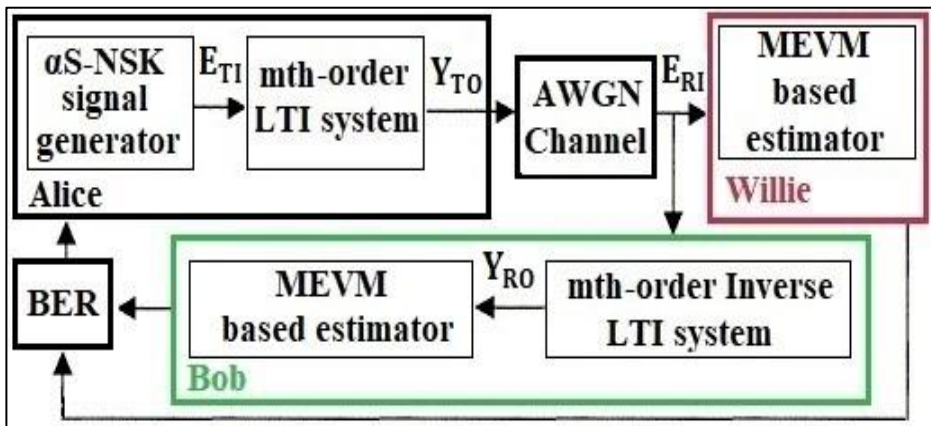 αS-NSK
signal
generator
E_TI
mth-order
LTI system
Y_TO
Alice
AWGN
Channel
E_RI
MEVM
based
estimator
Willie
BER
MEVM
based estimator
Y_RO
mth-order Inverse
LTI system
Bob